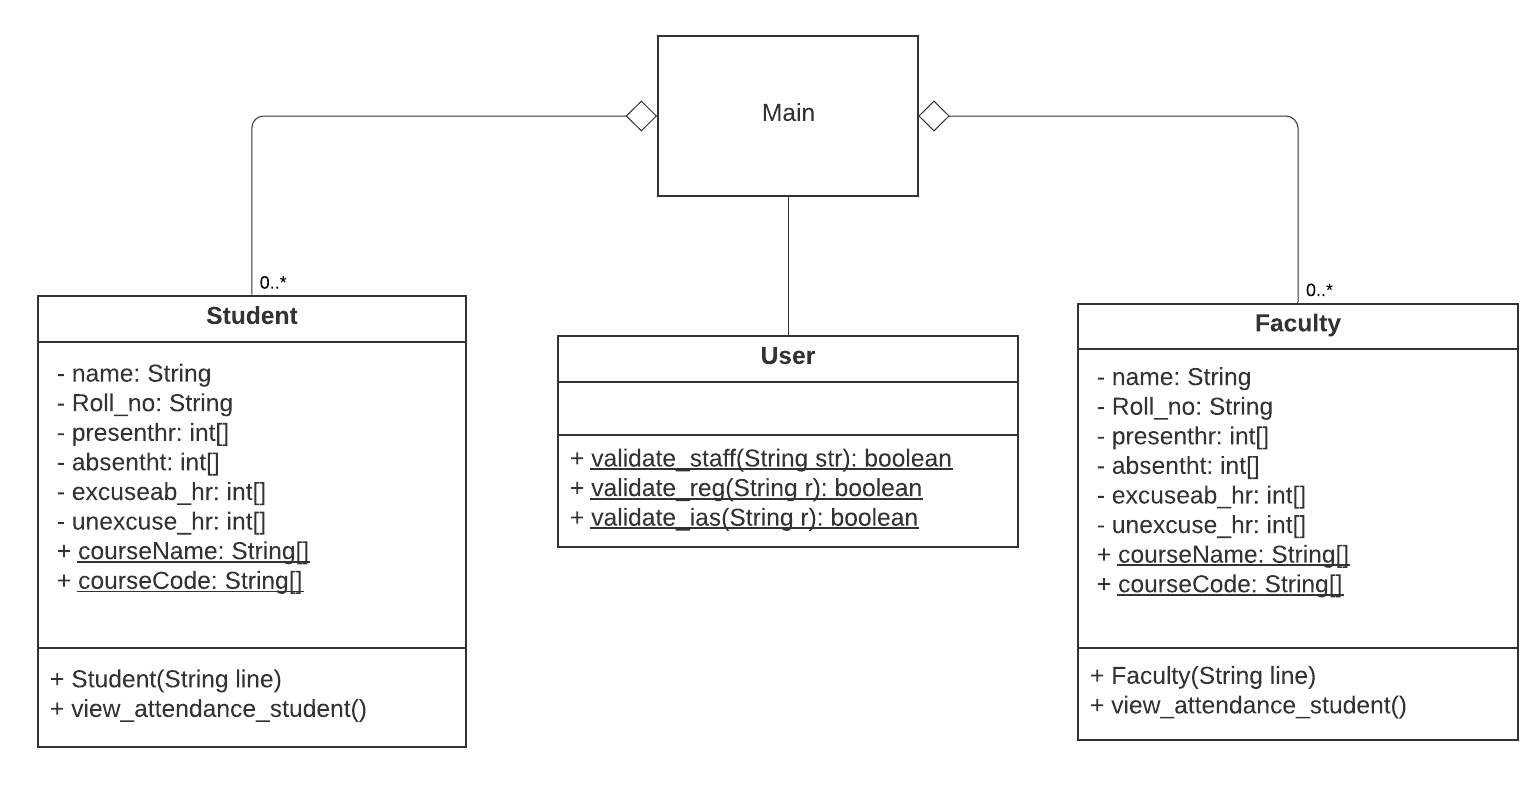 Main
0..*
Student
- name: String
- Roll_no: String
- presenthr: int[]
- absentht: int[]
- excuseab_hr: int[]
- unexcuse_hr: int[]
+ courseName: String[]
+ courseCode: String[]
+ Student(String line)
+ view_attendance_student()
User
+ validate_staff(String str): boolean
+ validate_reg(String r): boolean
+ validate_ias(String r): boolean
0..*
Faculty
- name: String
- Roll_no: String
- presenthr: int[]
- absentht: int[]
- excuseab_hr: int[]
- unexcuse_hr: int[]
+ courseName: String[]
+ courseCode: String[]
+ Faculty(String line)
+ view_attendance_student()